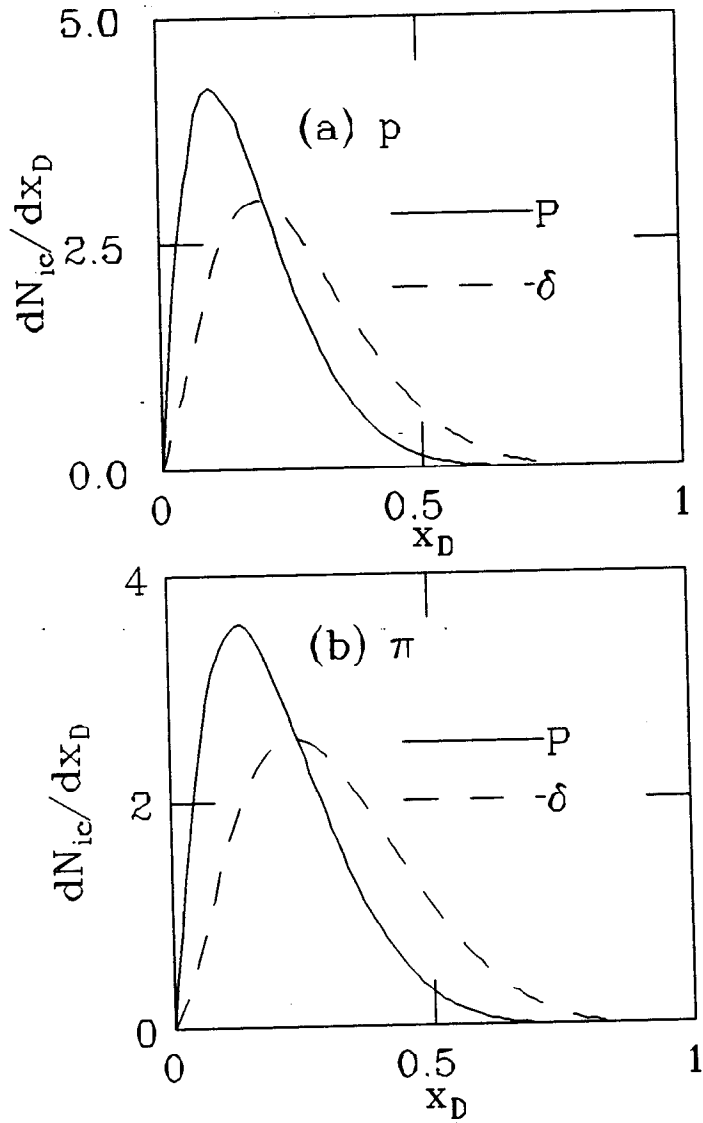 5.0
(a) p
P
dN_ic/dx_D
2.5
-δ
0.0
0 0.5 1
x_D
4
(b) π
P
dN_ic/dx_D
2
-δ
0
0 0.5 1
x_D